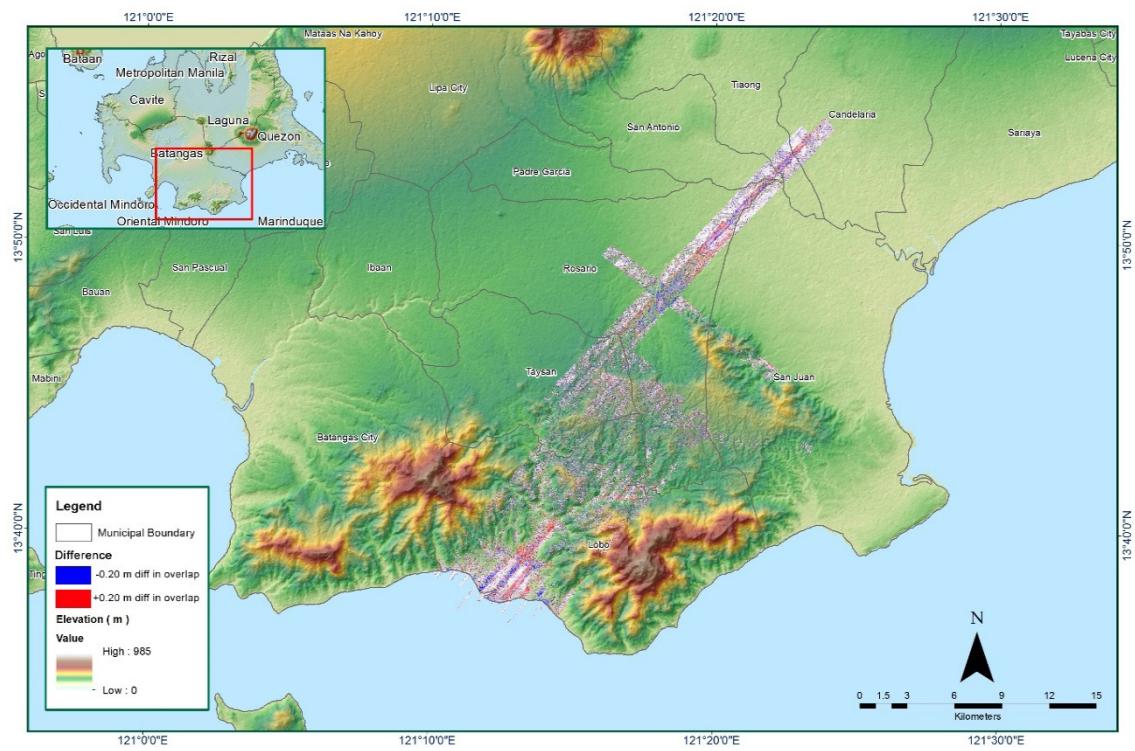 121°0'0"E
121°10'0"E
121°20'0"E
121°30'0"E
Mataas Na Kahoy
Tayabas City
Lucena City
Bataan
Rizal
Metropolitan Manila
Cavite
Laguna
Quezon
Batangas
Occidental Mindoro
Oriental Mindoro
Marinduque
Lipa City
Tiaong
San Antonio
Candelaria
Sariaya
Padre Garcia
San Luis
13°50'0"N
13°50'0"N
San Pascual
Ibaan
Rosario
Bauan
Mabini
Taysan
San Juan
Batangas City
Lobo
13°40'0"N
13°40'0"N
Ting
Legend
Municipal Boundary
Difference
-0.20 m diff in overlap
+0.20 m diff in overlap
Elevation ( m )
Value
High : 985
Low : 0
N
0 1.5 3 6 9 12 15
Kilometers
121°0'0"E
121°10'0"E
121°20'0"E
121°30'0"E